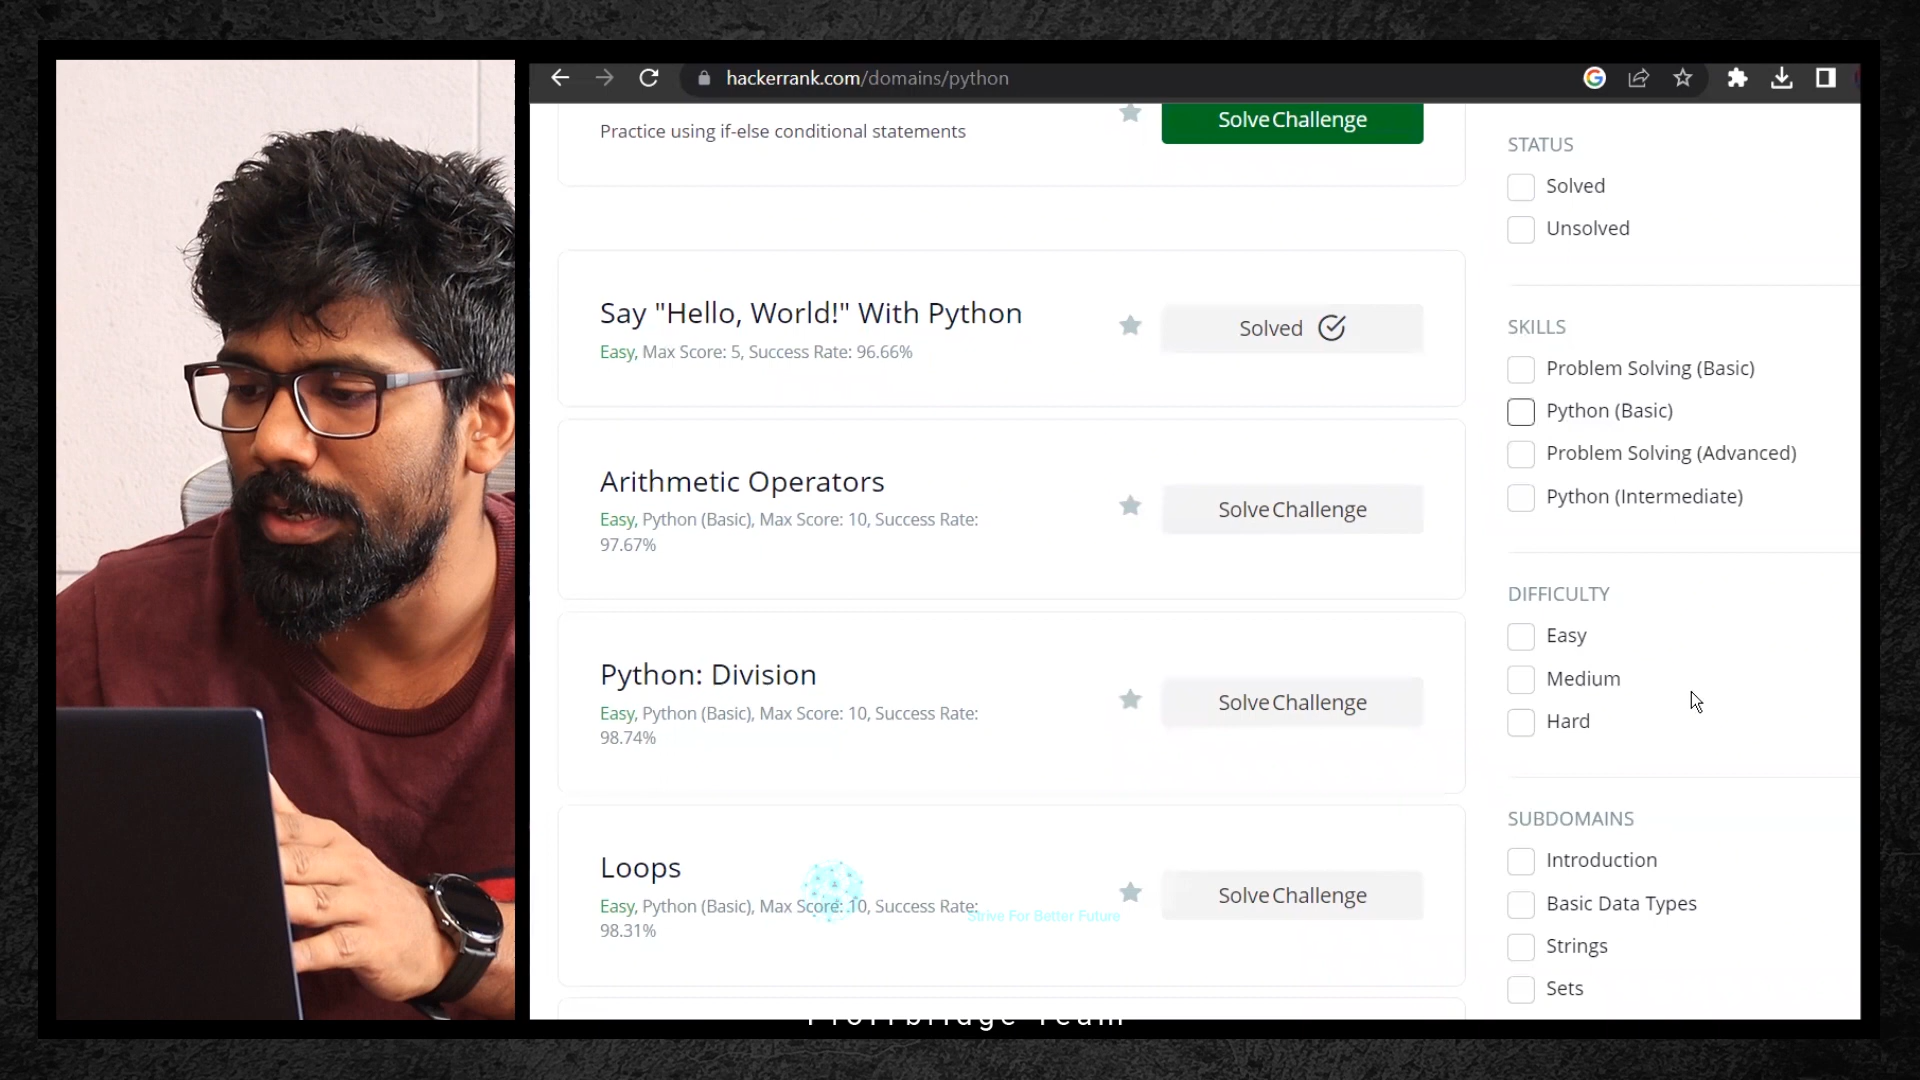 hackerrank.com/domains/python
Practice using if-else conditional statements
Solve Challenge
Say "Hello, World!" With Python
Easy, Max Score: 5, Success Rate: 96.66%
Solved
Arithmetic Operators
Easy, Python (Basic), Max Score: 10, Success Rate:
97.67%
Solve Challenge
Python: Division
Easy, Python (Basic), Max Score: 10, Success Rate:
98.74%
Solve Challenge
Loops
Easy, Python (Basic), Max Score: 10, Success Rate:
98.31%
Strive For Better Future
Solve Challenge
STATUS
Solved
Unsolved
SKILLS
Problem Solving (Basic)
Python (Basic)
Problem Solving (Advanced)
Python (Intermediate)
DIFFICULTY
Easy
Medium
Hard
SUBDOMAINS
Introduction
Basic Data Types
Strings
Sets
Team